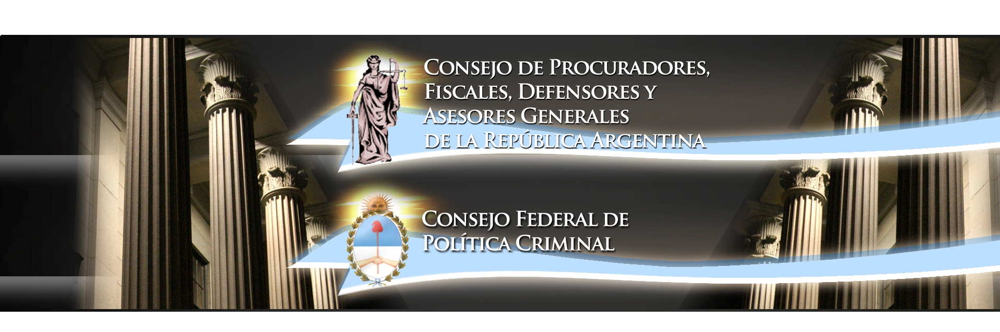 Consejo de Procuradores,
Fiscales, Defensores y
Asesores Generales
de la República Argentina
Consejo Federal de
Política Criminal